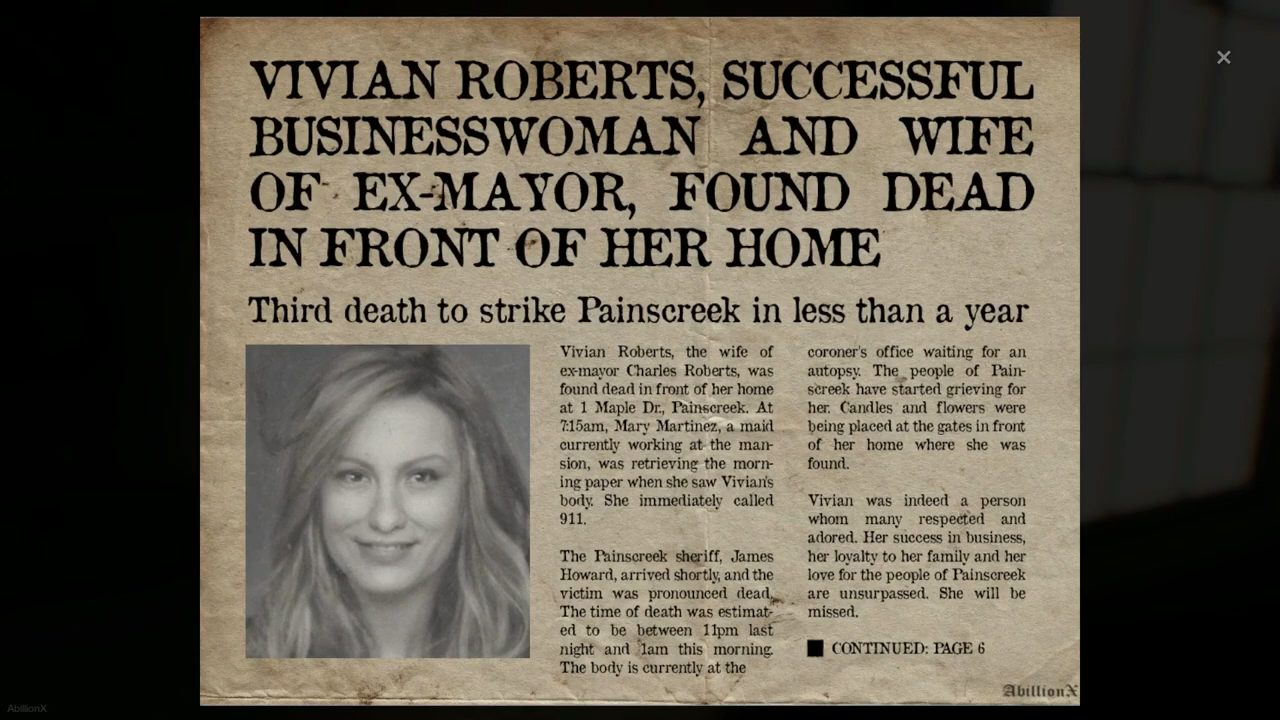 VIVIAN ROBERTS, SUCCESSFUL
BUSINESSWOMAN AND WIFE
OF EX-MAYOR, FOUND DEAD
IN FRONT OF HER HOME
Third death to strike Painscreek in less than a year
Vivian Roberts, the wife of
ex-mayor Charles Roberts, was
found dead in front of her home
at 1 Maple Dr., Painscreek. At
7:15am, Mary Martinez, a maid
currently working at the man-
sion, was retrieving the morn-
ing paper when she saw Vivian's
body. She immediately called
911.
The Painscreek sheriff, James
Howard, arrived shortly, and the
victim was pronounced dead.
The time of death was estimat-
ed to be between 11pm last
night and 1am this morning.
The body is currently at the
coroner's office waiting for an
autopsy. The people of Pain-
screek have started grieving for
her. Candles and flowers were
being placed at the gates in front
of her home where she was
found.
Vivian was indeed a person
whom many respected and
adored. Her success in business,
her loyalty to her family and her
love for the people of Painscreek
are unsurpassed. She will be
missed.
CONTINUED: PAGE 6
AbillionX
AbillionX